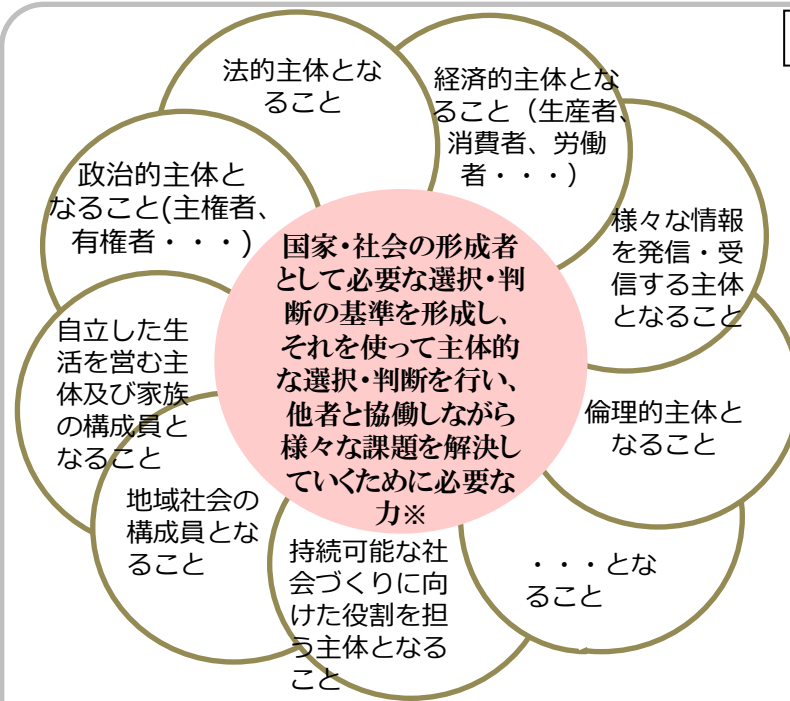 法的主体とな
ること
経済的主体とな
ること（生産者、
消費者、労働
者・・・）
政治的主体と
なること(主権者、
有権者・・・)
様々な情報
を発信・受
信する主体
となること
国家・社会の形成者
として必要な選択・判
断の基準を形成し、
それを使って主体的
な選択・判断を行い、
他者と協働しながら
様々な課題を解決し
ていくために必要な
力※
自立した生
活を営む主
体及び家族
の構成員と
なること
倫理的主体と
なること
地域社会の
構成員とな
ること
持続可能な社
会づくりに向
けた役割を担
う主体となる
こと
・・・とな
ること